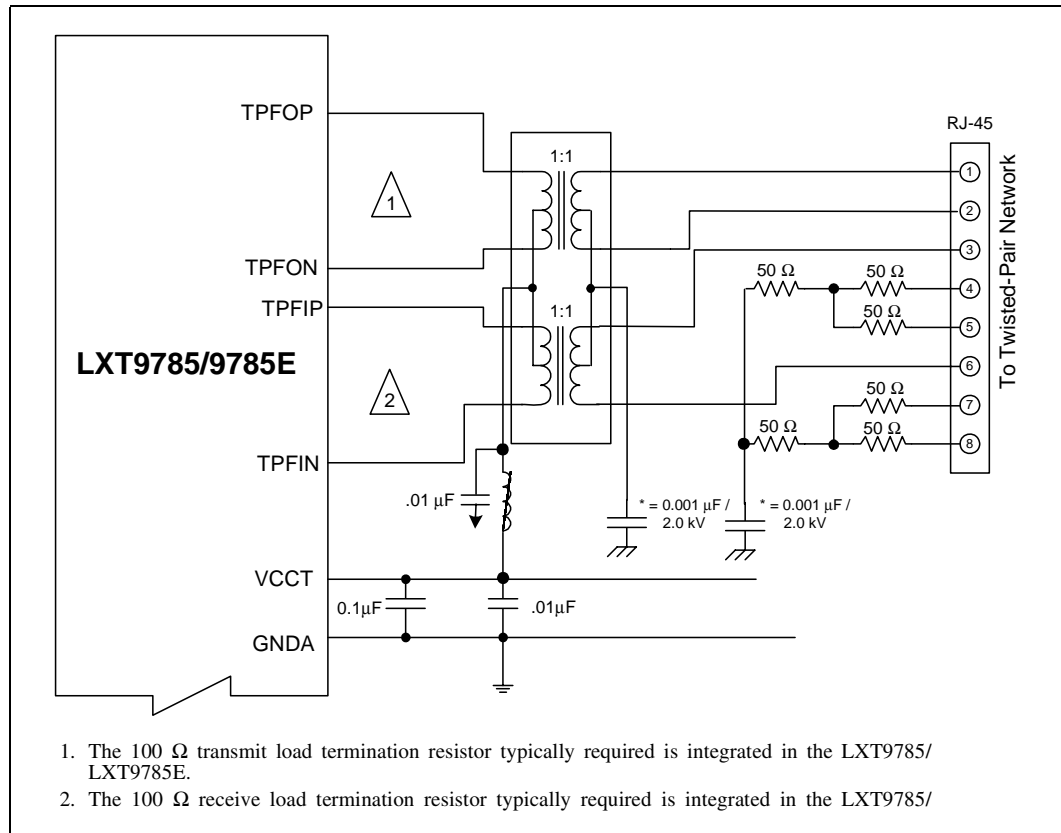 TPFOP
RJ-45
1:1
1
1
2
To Twisted-Pair Network
3
TPFON
50 Ω
50 Ω
4
TPFIP
1:1
50 Ω
5
LXT9785/9785E
6
2
50 Ω
7
50 Ω
50 Ω
8
TPFIN
.01 µF
* = 0.001 µF /
2.0 kV
* = 0.001 µF /
2.0 kV
VCCT
0.1µF
.01µF
GNDA
1. The 100 Ω transmit load termination resistor typically required is integrated in the LXT9785/
LXT9785E.
2. The 100 Ω receive load termination resistor typically required is integrated in the LXT9785/